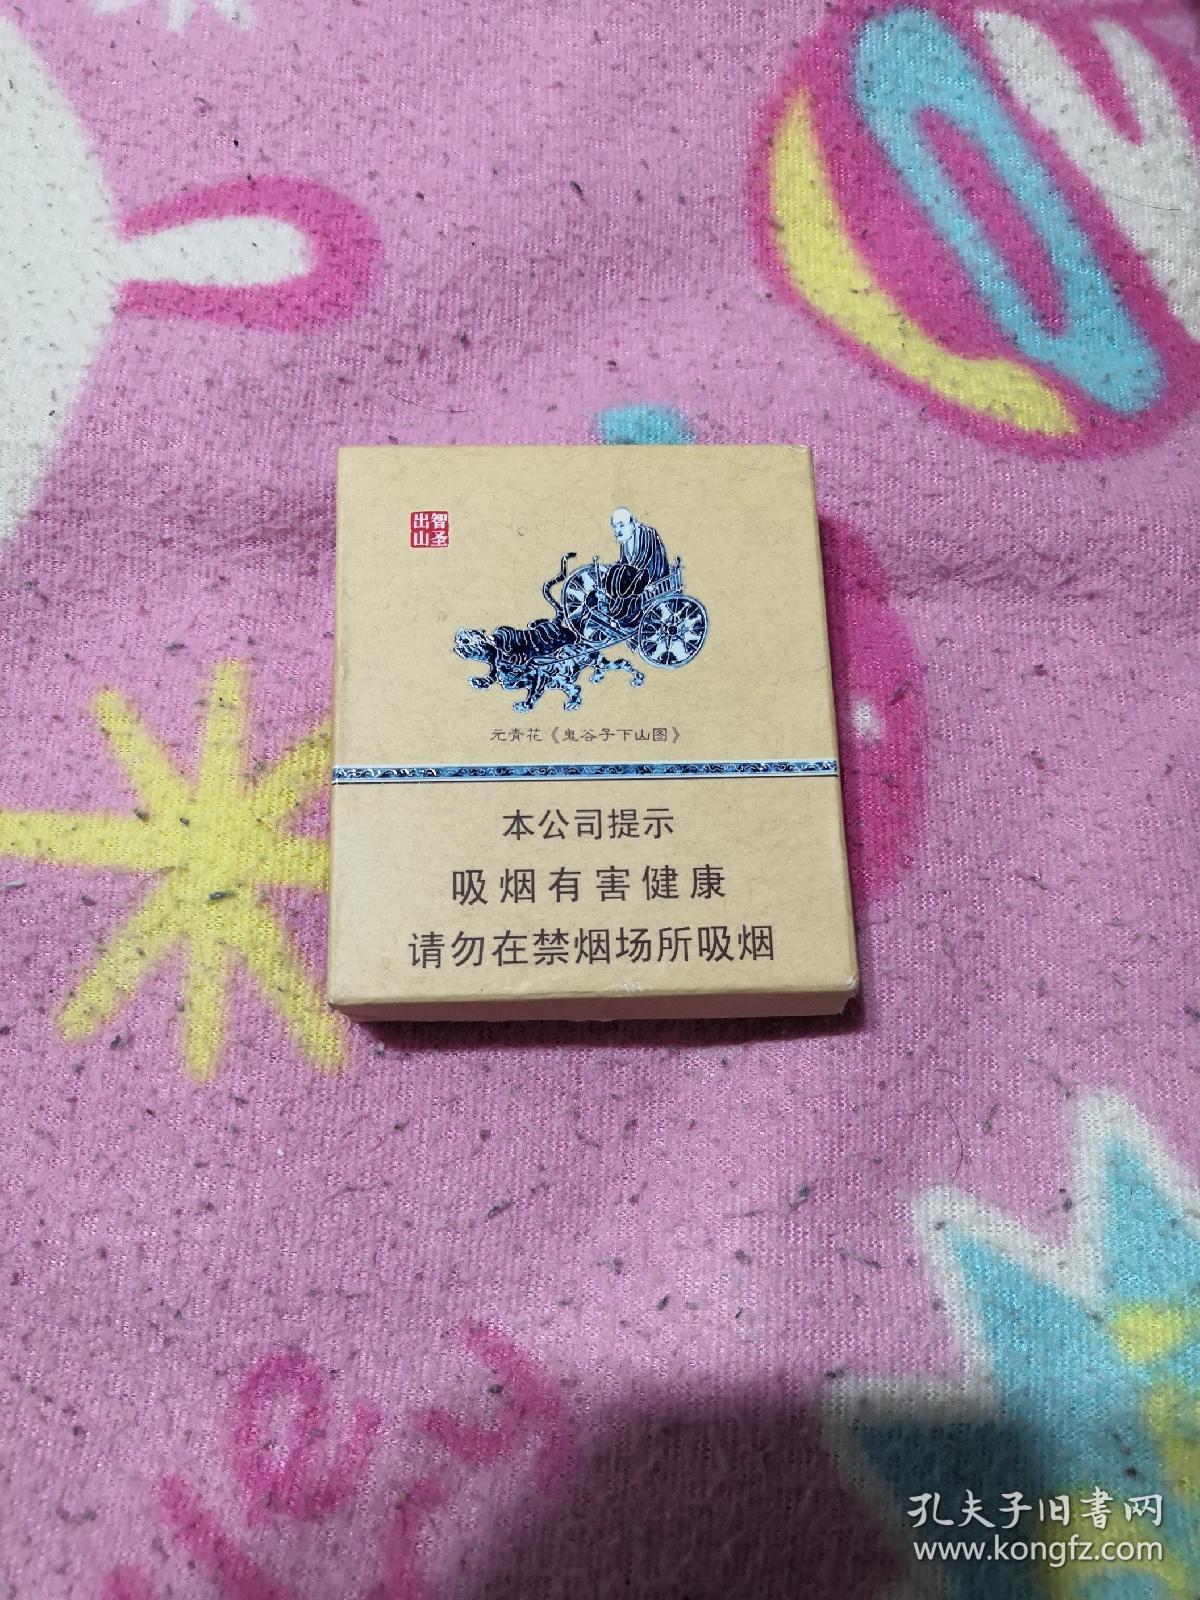 智圣
出山
元青花《鬼谷子下山图》
本公司提示
吸烟有害健康
请勿在禁烟场所吸烟
孔夫子旧書网
www.kongfz.com